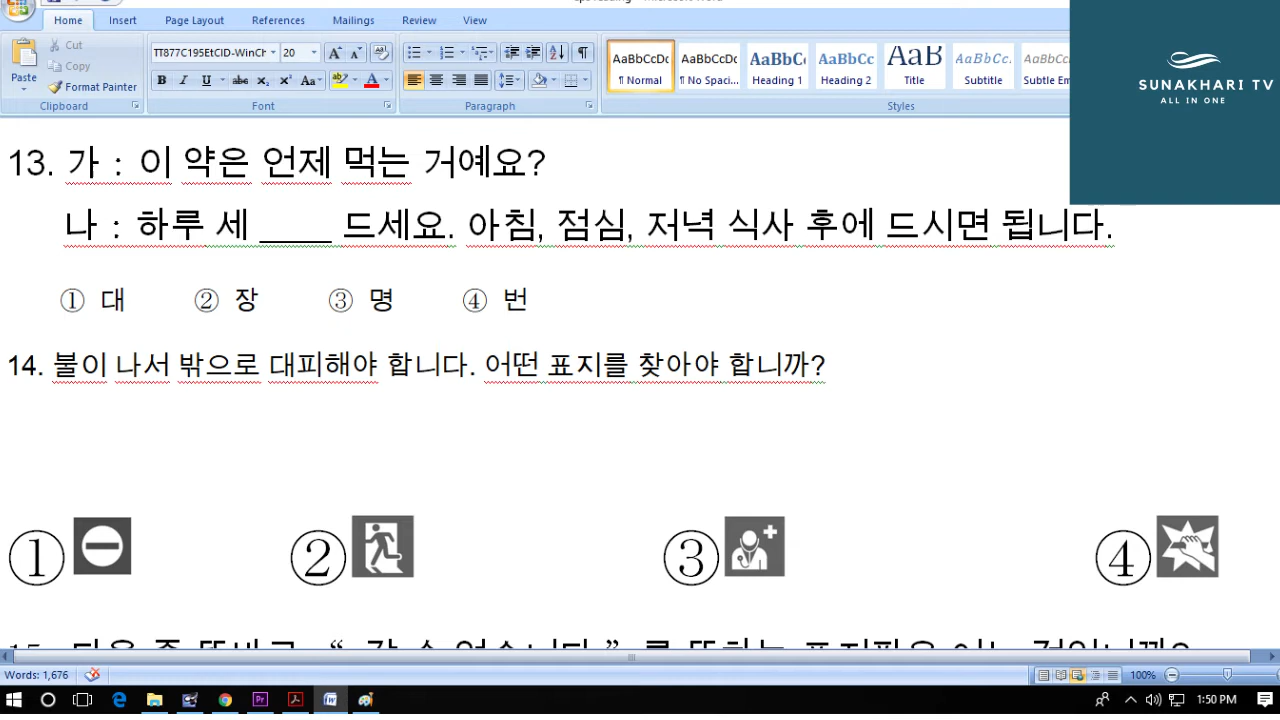 Home Insert Page Layout References Mailings Review View
Paste
Cut
Copy
Format Painter
Clipboard
TT877C195EtCID-WinCh 20
Font
Paragraph
AaBbCcDc AaBbCcDc AaBbC AaBbCc AaB AaBbCc. AaBbCcDc
¶ Normal ¶ No Spaci... Heading 1 Heading 2 Title Subtitle Subtle Em
Styles
SUNAKHARI TV
ALL IN ONE
13. 가 : 이 약은 언제 먹는 거예요?
나 : 하루 세 ____ 드세요. 아침, 점심, 저녁 식사 후에 드시면 됩니다.
① 대 ② 장 ③ 명 ④ 번
14. 불이 나서 밖으로 대피해야 합니다. 어떤 표지를 찾아야 합니까?
① ② ③ ④
Words: 1,676
100%
1:50 PM